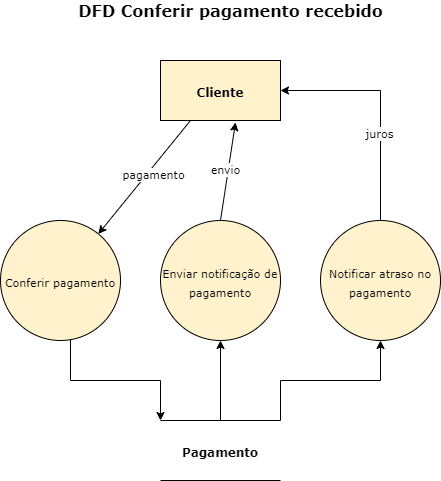 DFD Conferir pagamento recebido
Cliente
juros
pagamento
envio
Conferir pagamento
Enviar notificação de
pagamento
Notificar atraso no
pagamento
Pagamento